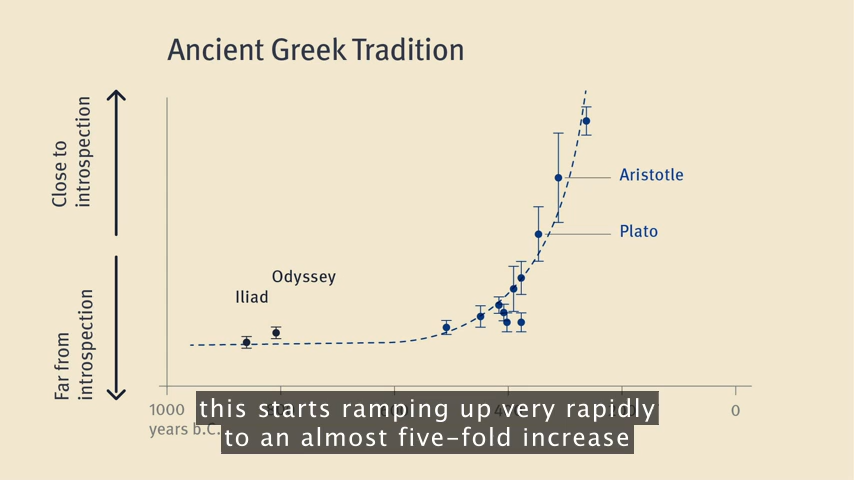 Ancient Greek Tradition
Close to
introspection
Far from
introspection
Aristotle
Plato
Odyssey
Iliad
1000
0
years b.C.
this starts ramping up very rapidly
to an almost five-fold increase